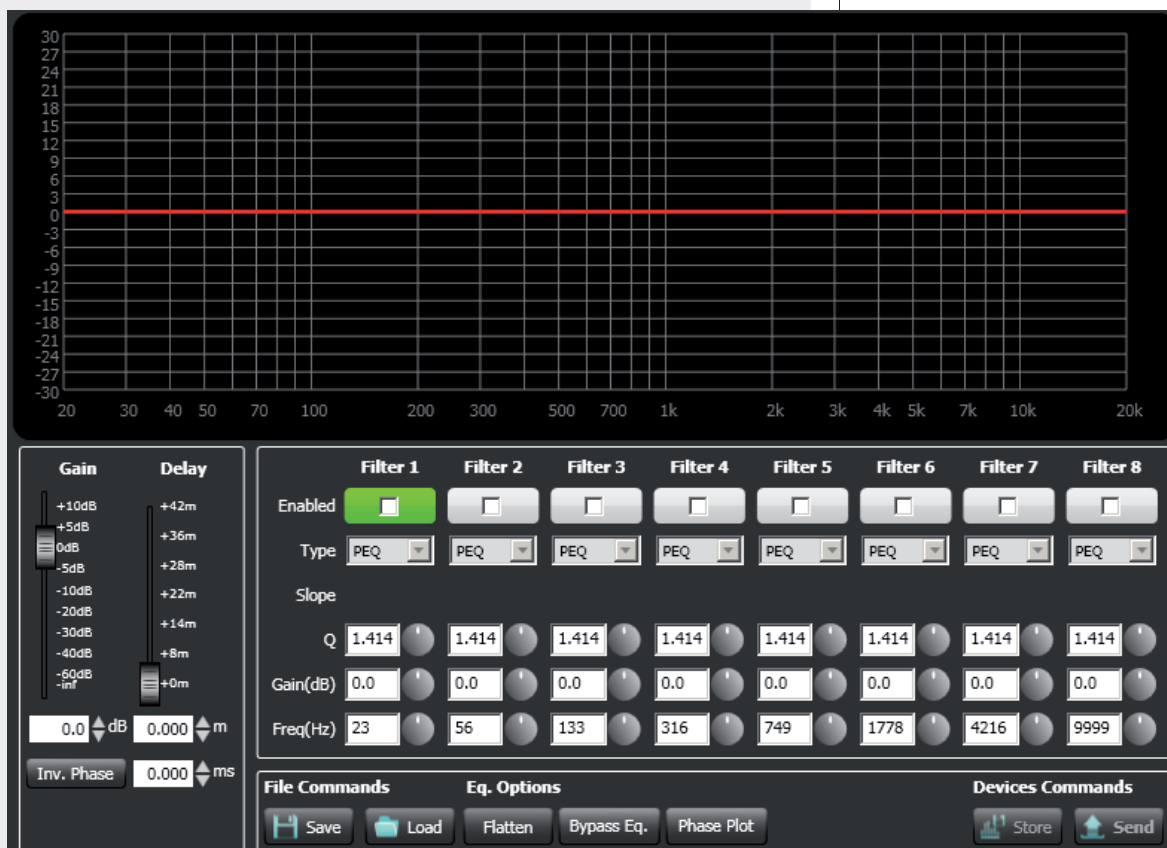 30
27
24
21
18
15
12
9
6
3
0
-3
-6
-9
-12
-15
-18
-21
-24
-27
-30
20 30 40 50 70 100 200 300 500 700 1k 2k 3k 4k 5k 7k 10k 20k
Gain Delay
+10dB
+5dB
0dB
-5dB
-10dB
-20dB
-30dB
-40dB
-60dB
-inf
+42m
+36m
+28m
+22m
+14m
+8m
+0m
0.0 dB 0.000 m
Inv. Phase 0.000 ms
Filter 1 Filter 2 Filter 3 Filter 4 Filter 5 Filter 6 Filter 7 Filter 8
Enabled
Type PEQ PEQ PEQ PEQ PEQ PEQ PEQ PEQ
Slope
Q 1.414 1.414 1.414 1.414 1.414 1.414 1.414 1.414
Gain(dB) 0.0 0.0 0.0 0.0 0.0 0.0 0.0 0.0
Freq(Hz) 23 56 133 316 749 1778 4216 9999
File Commands Eq. Options Devices Commands
Save Load Flatten Bypass Eq. Phase Plot Store Send